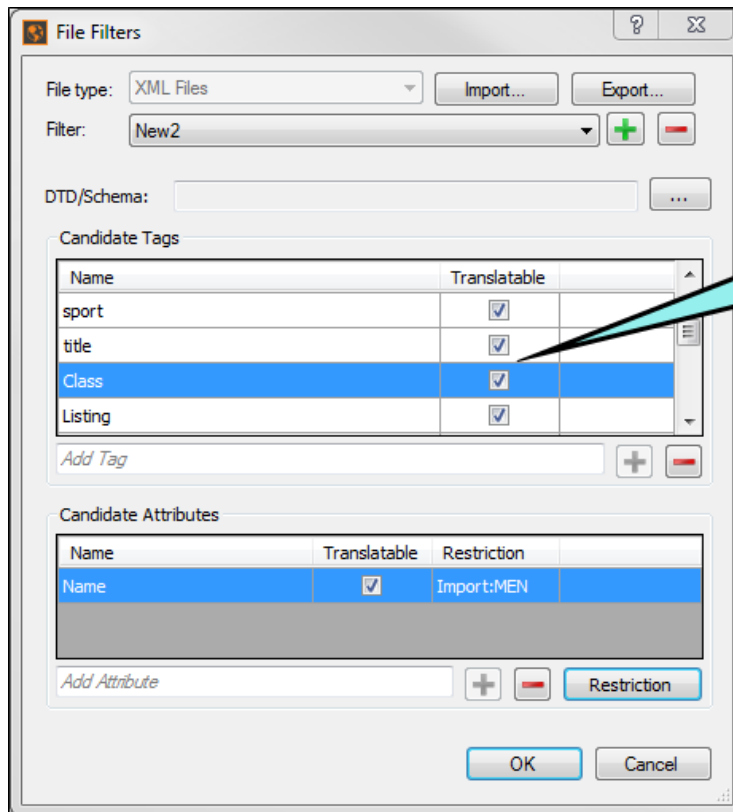 File Filters
File type: XML Files Import... Export...
Filter: New2
DTD/Schema: ...
Candidate Tags
Name Translatable
sport
title
Class
Listing
Add Tag
Candidate Attributes
Name Translatable Restriction
Name Import:MEN
Add Attribute Restriction
OK Cancel